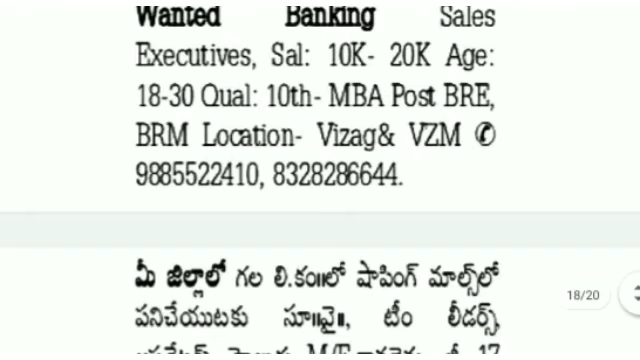 Wanted Banking Sales
Executives, Sal: 10K- 20K Age:
18-30 Qual: 10th- MBA Post BRE,
BRM Location- Vizag& VZM ✆
9885522410, 8328286644.
మీ జిల్లాలో గల లి.కం॥లో షాపింగ్ మాల్స్‌లో
పనిచేయుటకు సూ॥వై॥, టీం లీడర్స్,
18/20